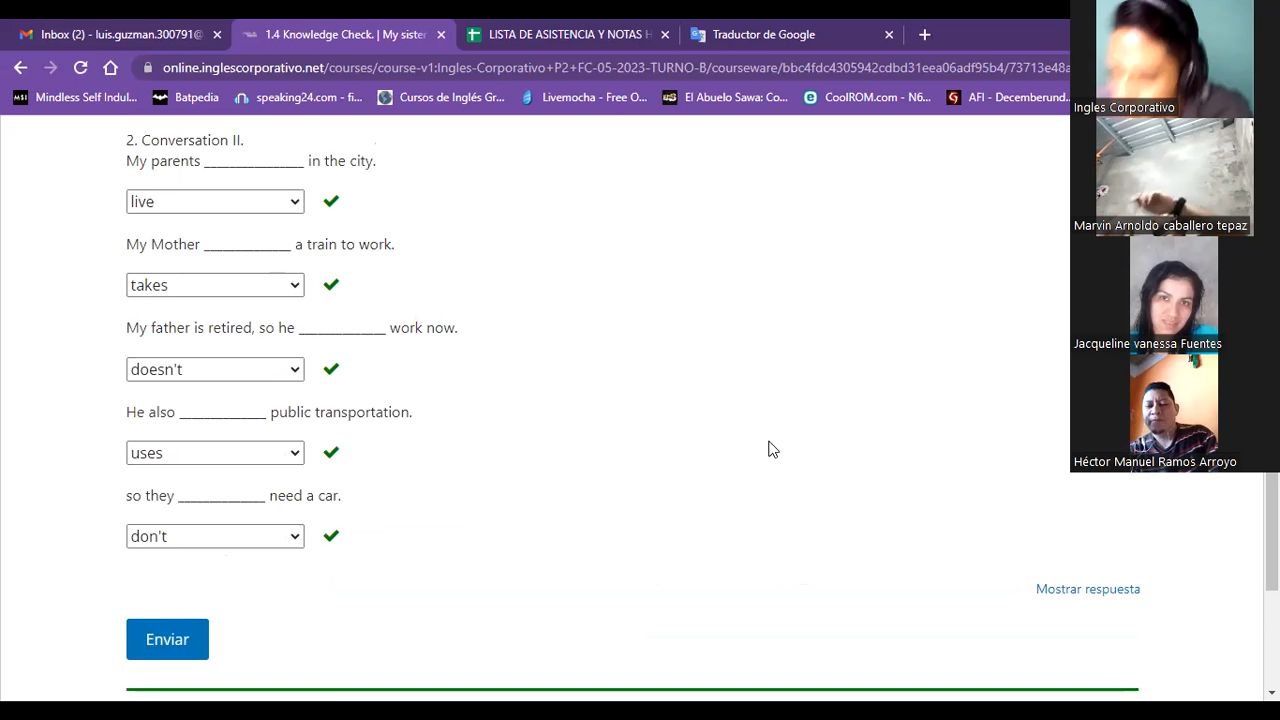 Inbox (2) - luis.guzman.300791@
1.4 Knowledge Check. | My sister
LISTA DE ASISTENCIA Y NOTAS
Traductor de Google
online.inglescorporativo.net/courses/course-v1:Ingles-Corporativo+P2+FC-05-2023-TURNO-B/courseware/bbc4fdc4305942cdbd31eea06adf95b4/73713e48a
Mindless Self Indul...
Batpedia
speaking24.com - fi...
Cursos de Inglés Gr...
Livemocha - Free O...
El Abuelo Sawa: Co...
CoolROM.com - N6...
AFI - Decemberund...
2. Conversation II.
My parents ________________ in the city.
live
My Mother ______________ a train to work.
takes
My father is retired, so he ______________ work now.
doesn't
He also ______________ public transportation.
uses
so they ______________ need a car.
don't
Mostrar respuesta
Enviar
Ingles Corporativo
Marvin Arnoldo caballero tepaz
Jacqueline vanessa Fuentes
Héctor Manuel Ramos Arroyo